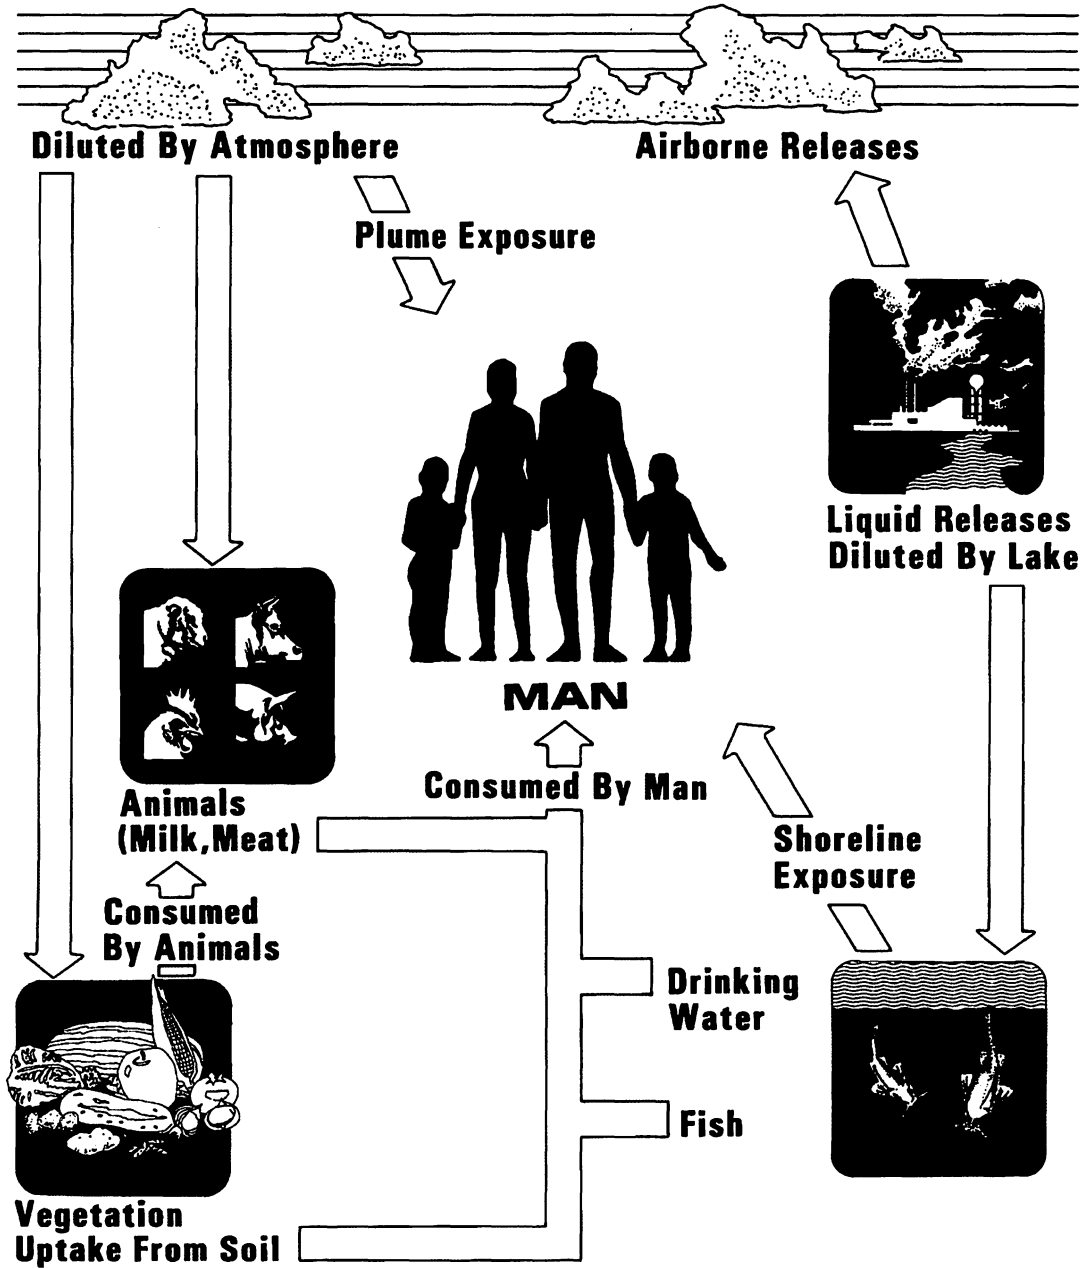 Diluted By Atmosphere
Airborne Releases
Plume Exposure
Liquid Releases
Diluted By Lake
MAN
Consumed By Man
Animals
(Milk,Meat)
Shoreline
Exposure
Consumed
By Animals
Drinking
Water
Fish
Vegetation
Uptake From Soil